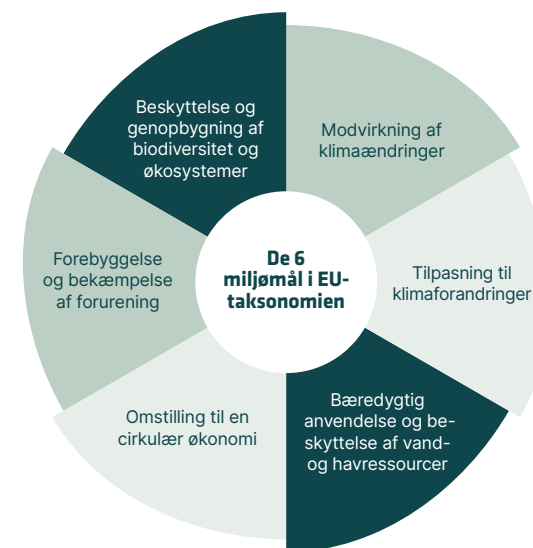 De 6
miljømål i EU-
taksonomien
Modvirkning af
klimaændringer
Tilpasning til
klimaforandringer
Bæredygtig
anvendelse og be-
skyttelse af vand-
og havressourcer
Omstilling til en
cirkulær økonomi
Forebyggelse
og bekæmpelse
af forurening
Beskyttelse og
genopbygning af
biodiversitet og
økosystemer